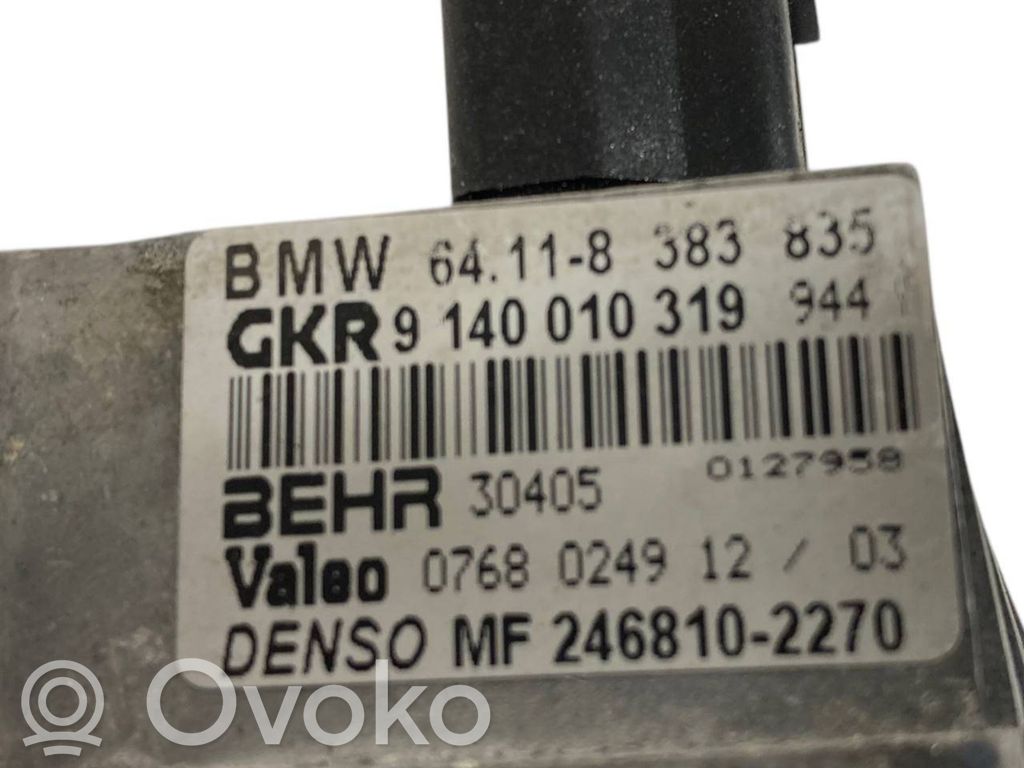 BMW 64.11-8 383 835
GKR 9 140 010 319 944
0127958
BEHR 30405
Valeo 0768 0249 12 / 03
DENSO MF 246810-2270
Ovoko